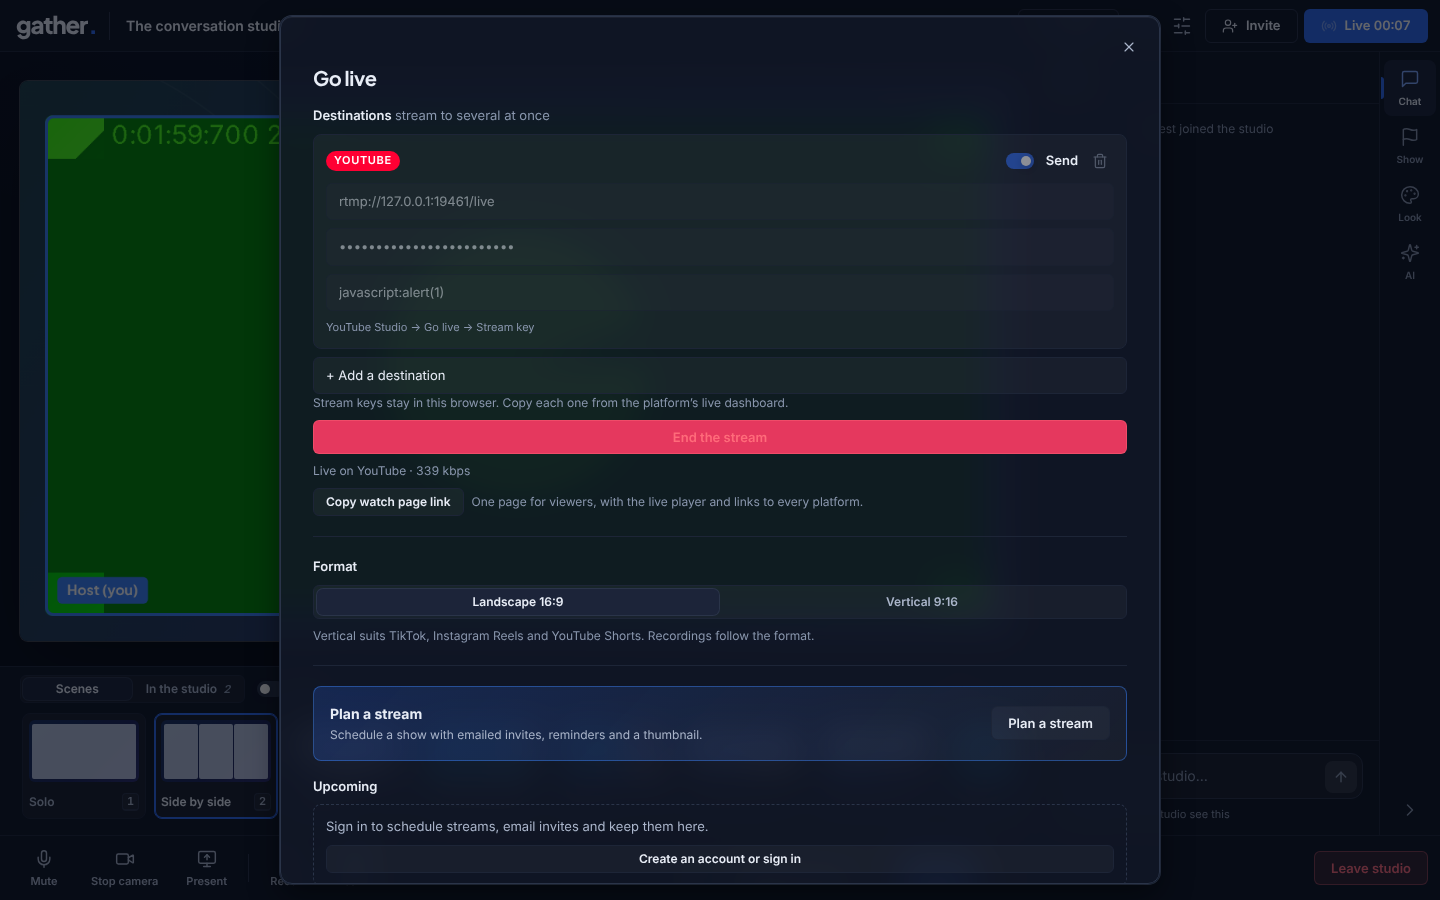 gather.
The conversation studi
Invite
Live 00:07
Go live
Destinations stream to several at once
YOUTUBE
Send
rtmp://127.0.0.1:19461/live
••••••••••••••••••••••••
javascript:alert(1)
YouTube Studio → Go live → Stream key
+ Add a destination
Stream keys stay in this browser. Copy each one from the platform's live dashboard.
End the stream
Live on YouTube · 339 kbps
Copy watch page link
One page for viewers, with the live player and links to every platform.
Format
Landscape 16:9
Vertical 9:16
Vertical suits TikTok, Instagram Reels and YouTube Shorts. Recordings follow the format.
Plan a stream
Schedule a show with emailed invites, reminders and a thumbnail.
Plan a stream
Upcoming
Sign in to schedule streams, email invites and keep them here.
Create an account or sign in
0:01:59:700 2
Host (you)
Scenes
In the studio 2
Solo
1
Side by side
2
Mute
Stop camera
Present
Re
est joined the studio
Chat
Show
Look
AI
studio...
tudio see this
Leave studio